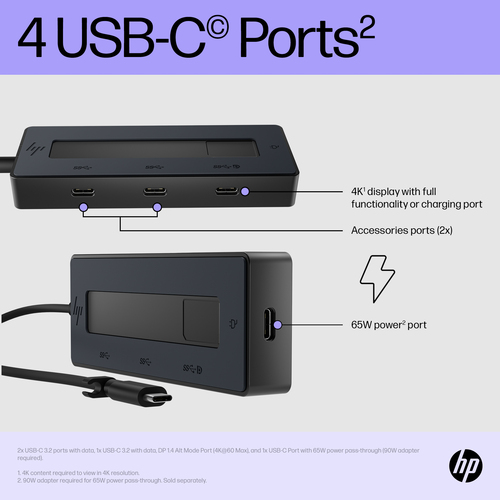 4 USB-C© Ports²
4K¹ display with full
functionality or charging port
Accessories ports (2x)
65W power² port
2x USB-C 3.2 ports with data, 1x USB-C 3.2 with data, DP 1.4 Alt Mode Port (4K@60 Max), and 1x USB-C Port with 65W power pass-through (90W adapter
required).
1. 4K content required to view in 4K resolution.
2. 90W adapter required for 65W power pass-through. Sold separately.
hp